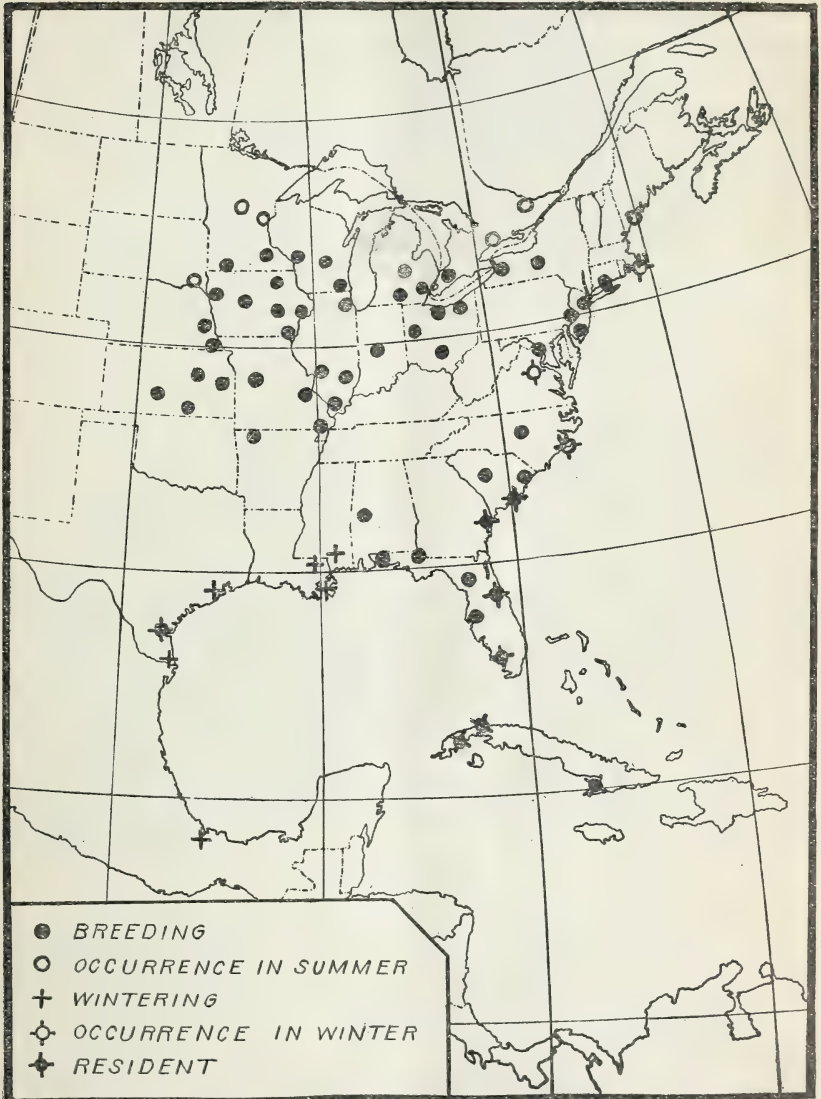 BREEDING
OCCURRENCE IN SUMMER
WINTERING
OCCURRENCE IN WINTER
RESIDENT